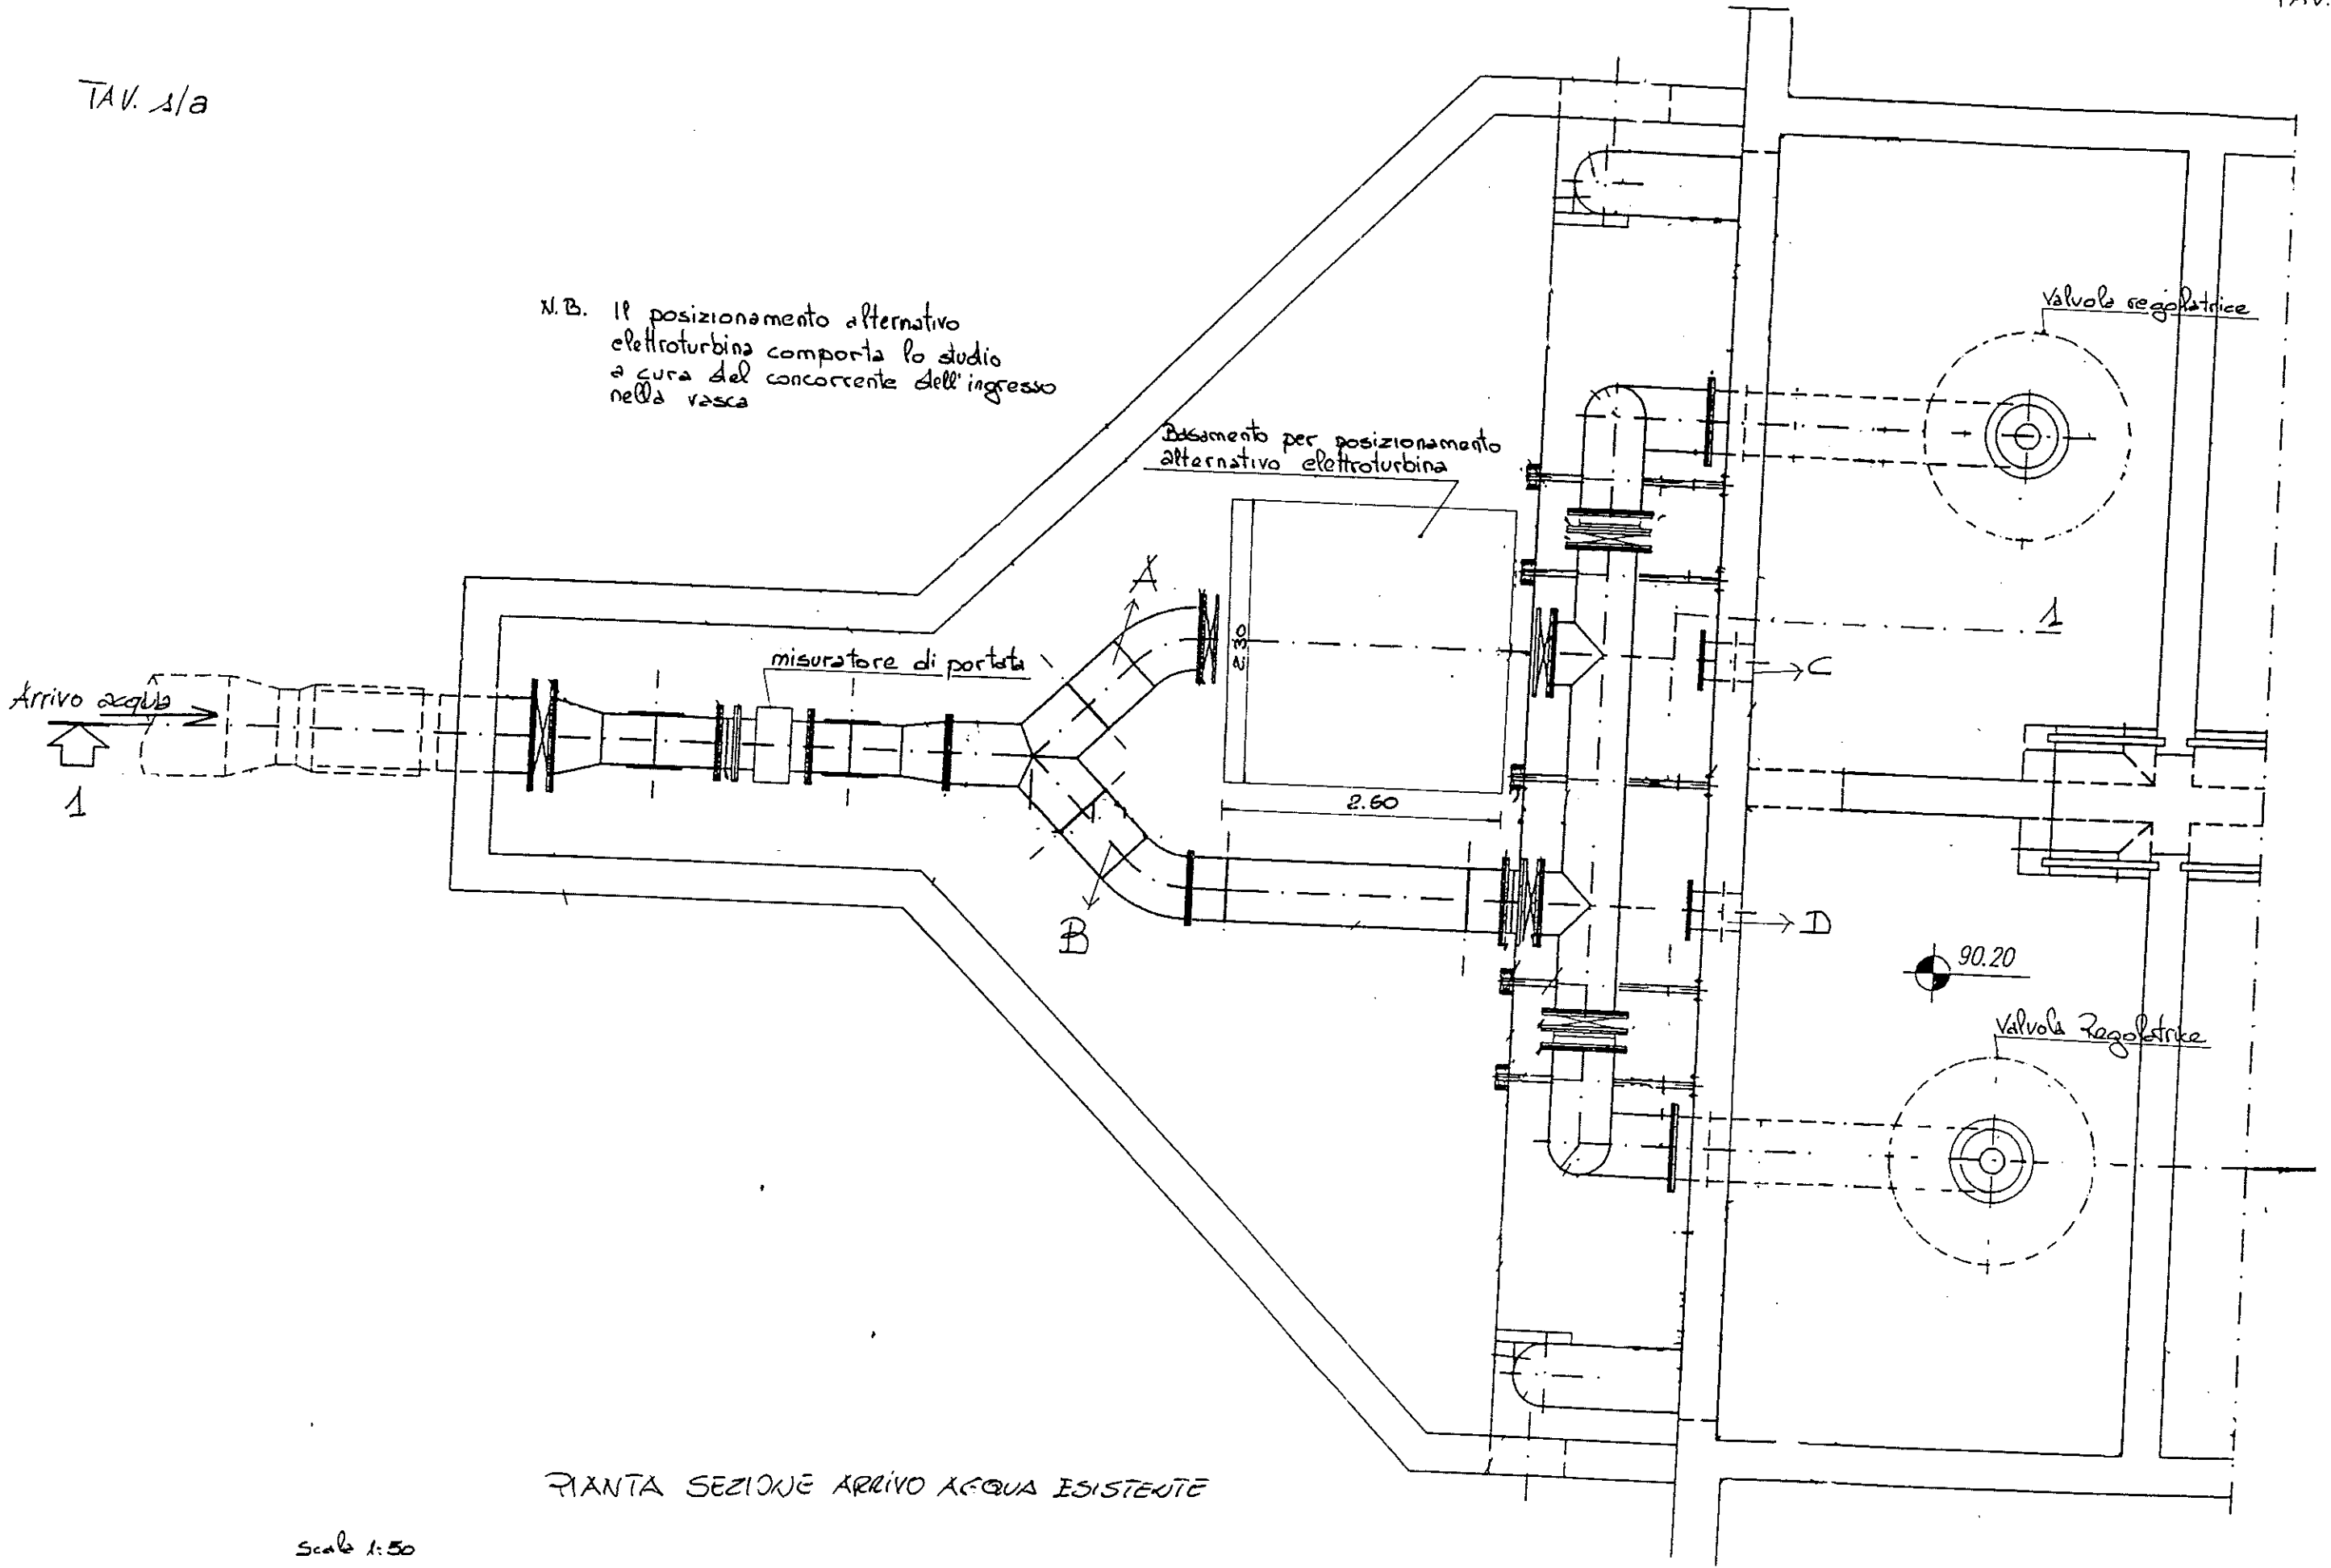 TAV.
TAV. 1/a
N.B. Il posizionamento alternativo
elettroturbina comporta lo studio
a cura del concorrente dell'ingresso
nella vasca
Valvola regolatrice
Basamento per posizionamento
alternativo elettroturbina
A
2.30
1
misuratore di portata
C
Arrivo acqua
1
2.60
B
D
90.20
Valvola Regolatrice
PIANTA SEZIONE ARRIVO ACQUA ESISTENTE
Scala 1:50